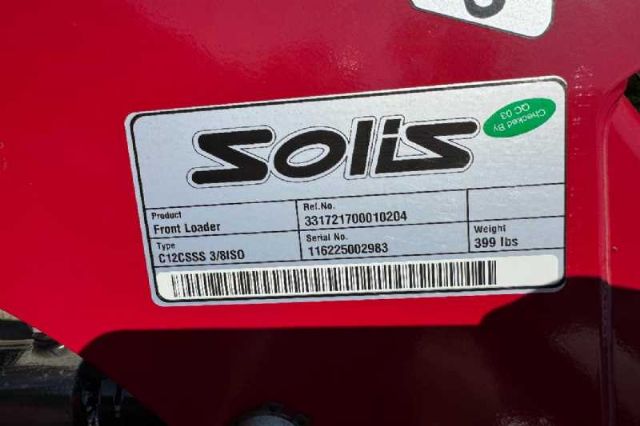 Solis
Checked By
QC 03
Product
Front Loader
Ref.No.
331721700010204
Type
C12CSSS 3/8ISO
Serial No.
116225002983
Weight
399 lbs